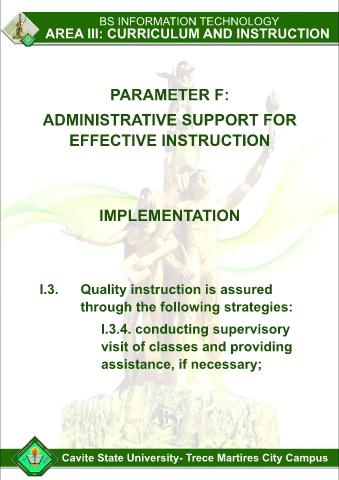 BS INFORMATION TECHNOLOGY
AREA III: CURRICULUM AND INSTRUCTION
PARAMETER F:
ADMINISTRATIVE SUPPORT FOR
EFFECTIVE INSTRUCTION
IMPLEMENTATION
I.3. Quality instruction is assured
through the following strategies:
I.3.4. conducting supervisory
visit of classes and providing
assistance, if necessary;
Cavite State University- Trece Martires City Campus